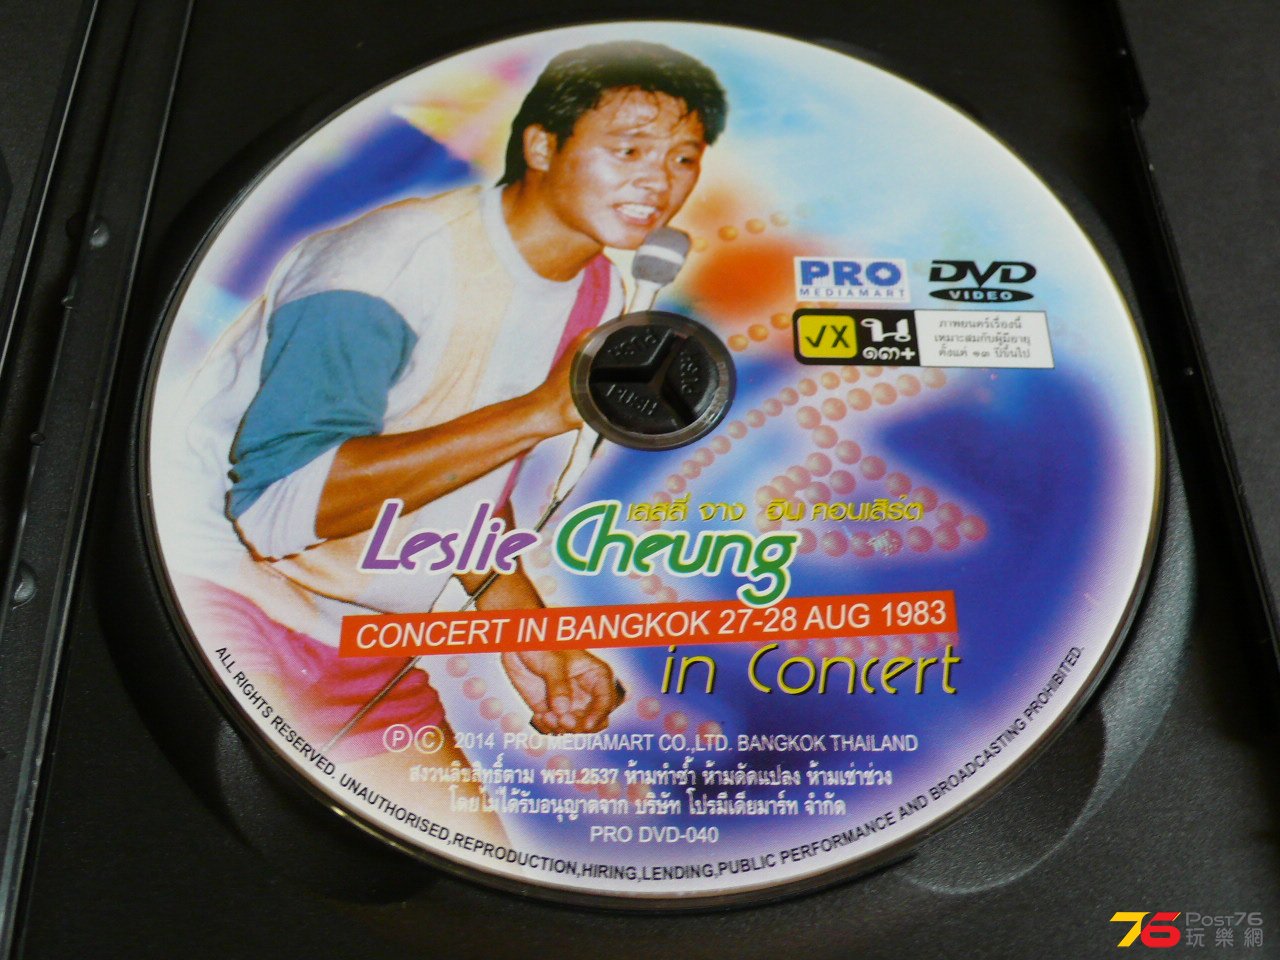 PRO
MEDIAMART
DVD
VIDEO
√X
น
๑๓+
ภาพยนตร์เรื่องนี้
เหมาะสมกับผู้มีอายุ
ตั้งแต่ ๑๓ ปีขึ้นไป
PUSH
เลสลี่ จาง อิน คอนเสิร์ต
Leslie Cheung
CONCERT IN BANGKOK 27-28 AUG 1983
in Concert
Ⓟ © 2014 PRO MEDIAMART CO.,LTD. BANGKOK THAILAND
สงวนลิขสิทธิ์ตาม พรบ.2537 ห้ามทำซ้ำ ห้ามดัดแปลง ห้ามเช่าช่วง
โดยไม่ได้รับอนุญาตจาก บริษัท โปรมีเดียมาร์ท จำกัด
PRO DVD-040
ALL RIGHTS RESERVED. UNAUTHORISED,REPRODUCTION,HIRING,LENDING,PUBLIC PERFORMANCE AND BROADCASTING PROHIBITED.
76 POST76
玩樂網